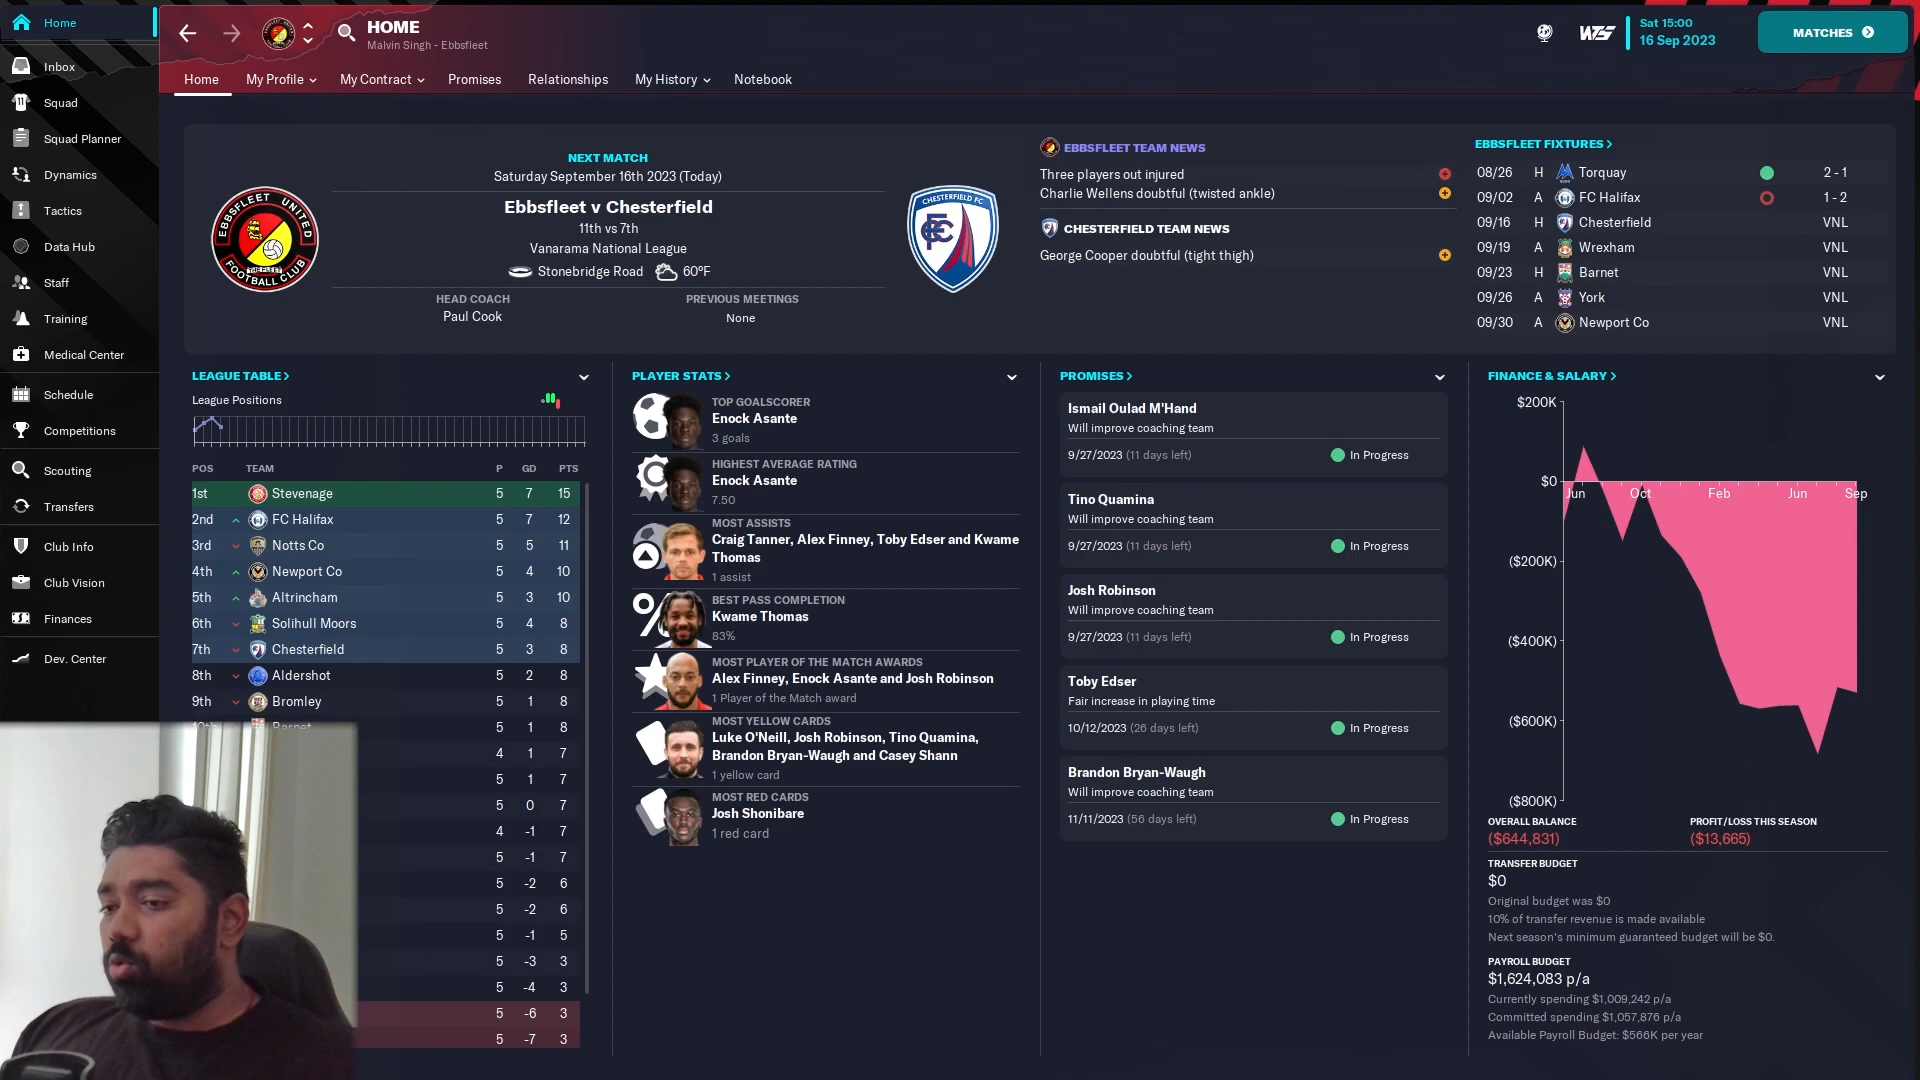 Home
Inbox
Squad
Squad Planner
Dynamics
Tactics
Data Hub
Staff
Training
Medical Center
Schedule
Competitions
Scouting
Transfers
Club Info
Club Vision
Finances
Dev. Center
HOME
Malvin Singh - Ebbsfleet
Sat 15:00
16 Sep 2023
MATCHES
Home My Profile My Contract Promises Relationships My History Notebook
NEXT MATCH
Saturday September 16th 2023 (Today)
Ebbsfleet v Chesterfield
11th vs 7th
Vanarama National League
Stonebridge Road 60°F
HEAD COACH
Paul Cook
PREVIOUS MEETINGS
None
EBBSFLEET UNITED
FOOTBALL CLUB
CHESTERFIELD FC
EBBSFLEET TEAM NEWS
Three players out injured
Charlie Wellens doubtful (twisted ankle)
CHESTERFIELD TEAM NEWS
George Cooper doubtful (tight thigh)
EBBSFLEET FIXTURES
08/26 H Torquay 2 - 1
09/02 A FC Halifax 1 - 2
09/16 H Chesterfield VNL
09/19 A Wrexham VNL
09/23 H Barnet VNL
09/26 A York VNL
09/30 A Newport Co VNL
LEAGUE TABLE
League Positions
POS TEAM P GD PTS
1st Stevenage 5 7 15
2nd FC Halifax 5 7 12
3rd Notts Co 5 5 11
4th Newport Co 5 4 10
5th Altrincham 5 3 10
6th Solihull Moors 5 4 8
7th Chesterfield 5 3 8
8th Aldershot 5 2 8
9th Bromley 5 1 8
10th Barnet 5 1 8
4 1 7
5 1 7
5 0 7
4 -1 7
5 -1 7
5 -2 6
5 -2 6
5 -1 5
5 -3 3
5 -4 3
5 -6 3
5 -7 3
PLAYER STATS
TOP GOALSCORER
Enock Asante
3 goals
HIGHEST AVERAGE RATING
Enock Asante
7.50
MOST ASSISTS
Craig Tanner, Alex Finney, Toby Edser and Kwame
Thomas
1 assist
BEST PASS COMPLETION
Kwame Thomas
83%
MOST PLAYER OF THE MATCH AWARDS
Alex Finney, Enock Asante and Josh Robinson
1 Player of the Match award
MOST YELLOW CARDS
Luke O'Neill, Josh Robinson, Tino Quamina,
Brandon Bryan-Waugh and Casey Shann
1 yellow card
MOST RED CARDS
Josh Shonibare
1 red card
PROMISES
Ismail Oulad M'Hand
Will improve coaching team
9/27/2023 (11 days left) In Progress
Tino Quamina
Will improve coaching team
9/27/2023 (11 days left) In Progress
Josh Robinson
Will improve coaching team
9/27/2023 (11 days left) In Progress
Toby Edser
Fair increase in playing time
10/12/2023 (26 days left) In Progress
Brandon Bryan-Waugh
Will improve coaching team
11/11/2023 (56 days left) In Progress
FINANCE & SALARY
$200K
$0
($200K)
($400K)
($600K)
($800K)
Jun Oct Feb Jun Sep
OVERALL BALANCE
($644,831)
PROFIT/LOSS THIS SEASON
($13,665)
TRANSFER BUDGET
$0
Original budget was $0
10% of transfer revenue is made available
Next season's minimum guaranteed budget will be $0.
PAYROLL BUDGET
$1,624,083 p/a
Currently spending $1,009,242 p/a
Committed spending $1,057,876 p/a
Available Payroll Budget: $566K per year